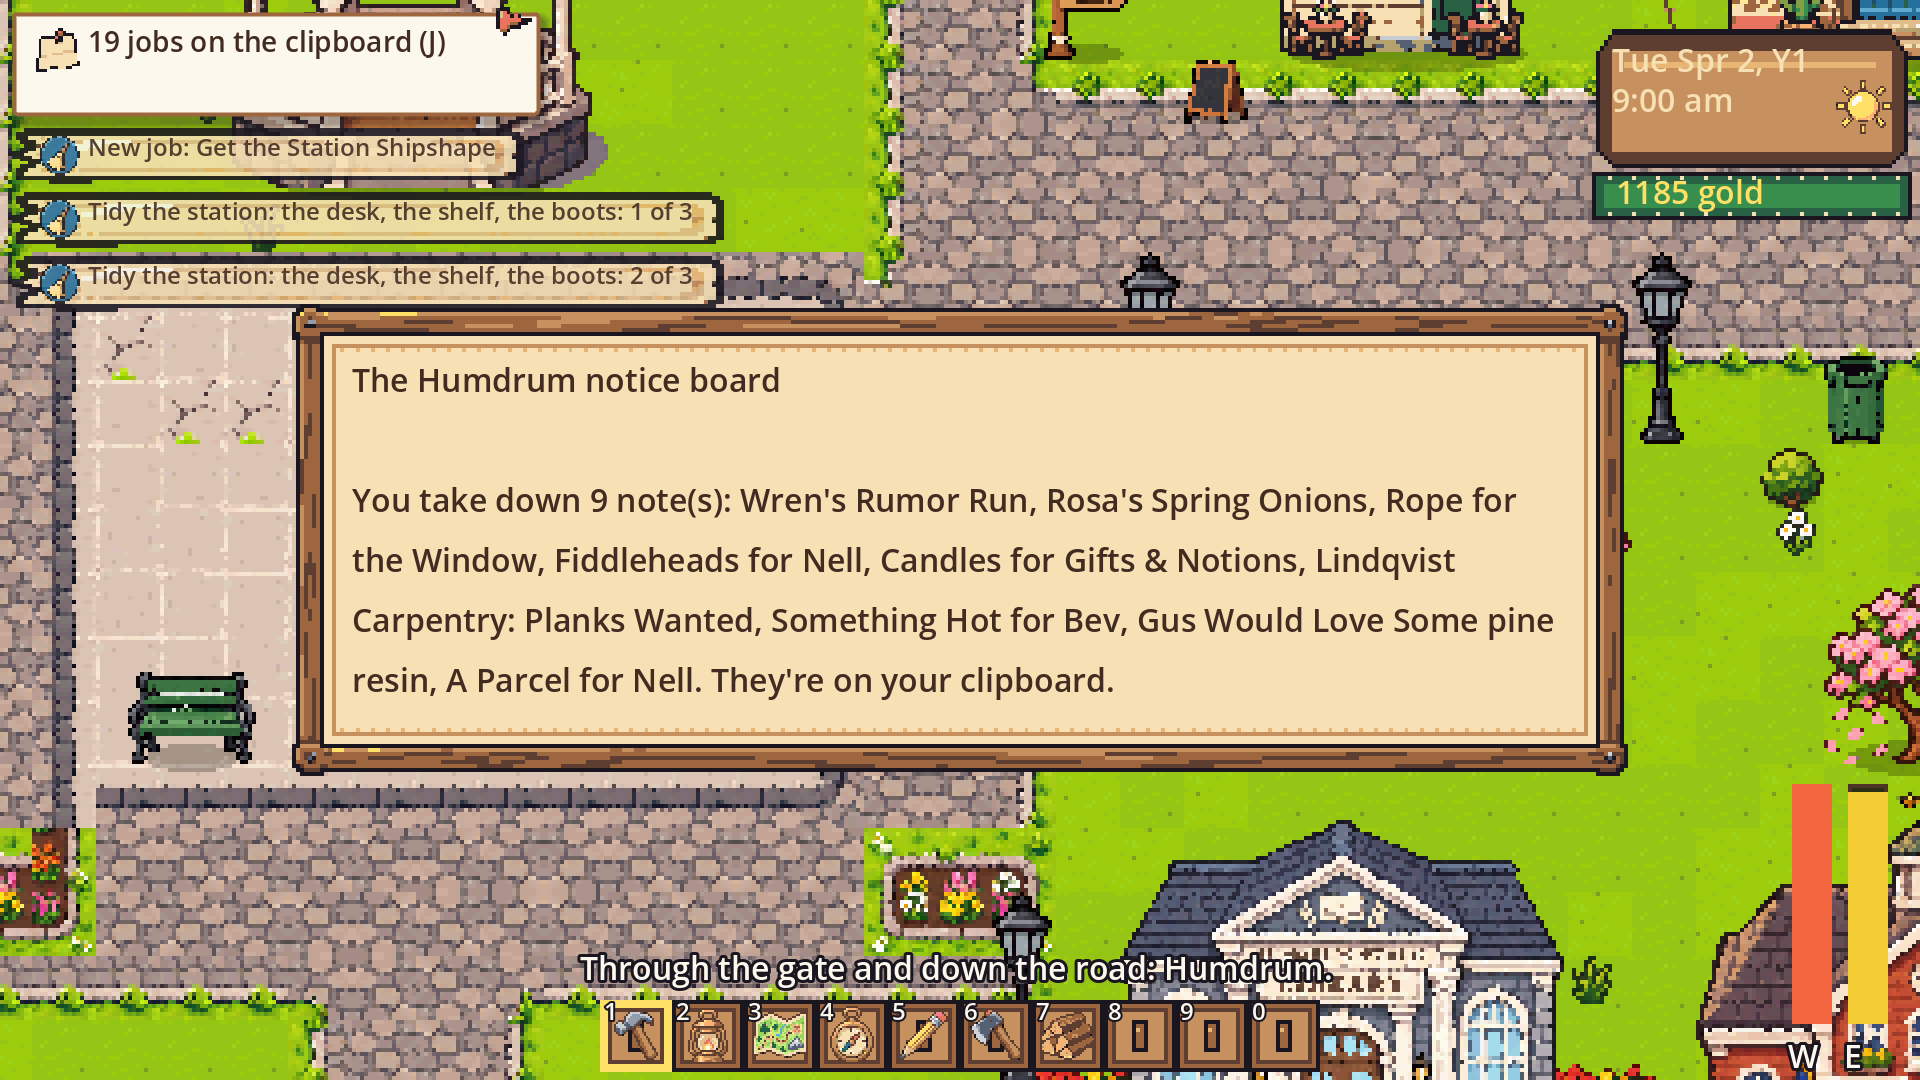 19 jobs on the clipboard (J)
New job: Get the Station Shipshape
Tidy the station: the desk, the shelf, the boots: 1 of 3
Tidy the station: the desk, the shelf, the boots: 2 of 3
Tue Spr 2, Y1
9:00 am
1185 gold
The Humdrum notice board
You take down 9 note(s): Wren's Rumor Run, Rosa's Spring Onions, Rope for
the Window, Fiddleheads for Nell, Candles for Gifts & Notions, Lindqvist
Carpentry: Planks Wanted, Something Hot for Bev, Gus Would Love Some pine
resin, A Parcel for Nell. They're on your clipboard.
Through the gate and down the road: Humdrum.
1 2 3 4 5 6 7 8 9 0
W E